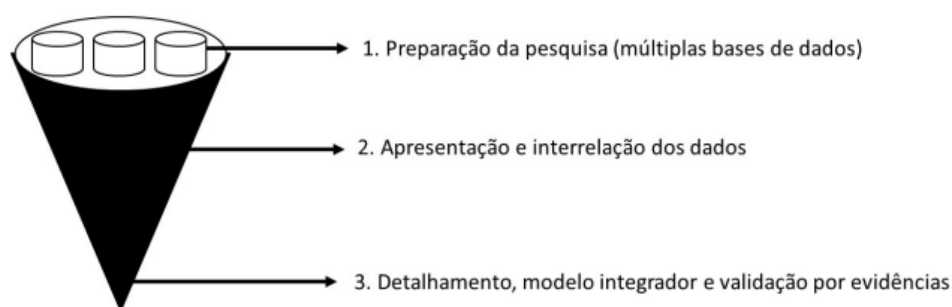 1. Preparação da pesquisa (múltiplas bases de dados)
2. Apresentação e interrelação dos dados
3. Detalhamento, modelo integrador e validação por evidências